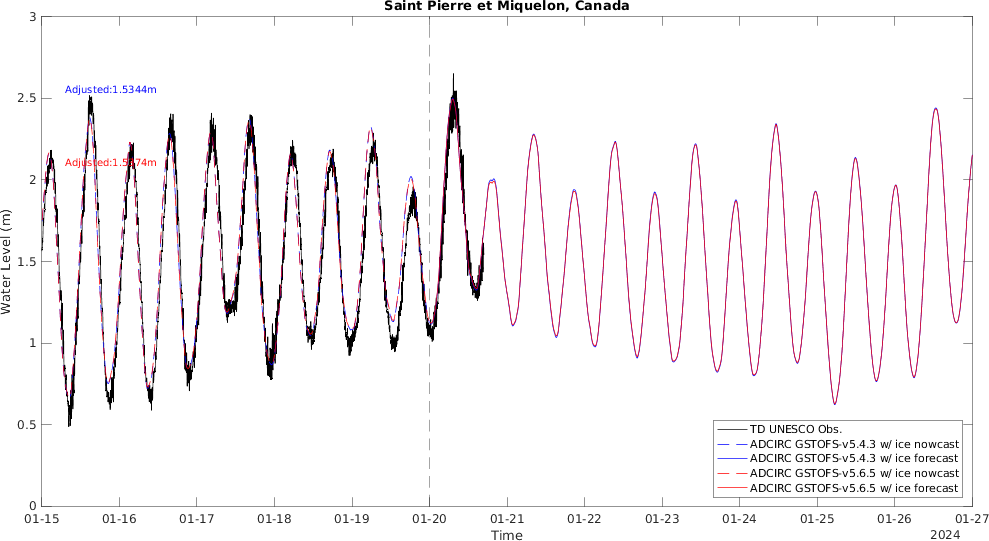 Saint Pierre et Miquelon, Canada
3
2.5
2
1.5
1
0.5
0
Water Level (m)
Adjusted:1.5344m
Adjusted:1.5374m
TD UNESCO Obs.
ADCIRC GSTOFS-v5.4.3 w/ ice nowcast
ADCIRC GSTOFS-v5.4.3 w/ ice forecast
ADCIRC GSTOFS-v5.6.5 w/ ice nowcast
ADCIRC GSTOFS-v5.6.5 w/ ice forecast
01-15 01-16 01-17 01-18 01-19 01-20 01-21 01-22 01-23 01-24 01-25 01-26 01-27
Time
2024